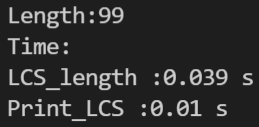 Length:99
Time:
LCS_length :0.039 s
Print_LCS :0.01 s